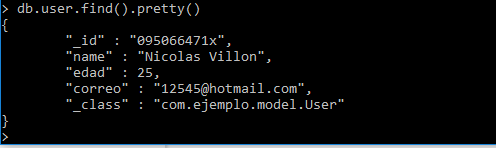 > db.user.find().pretty()
{
        "_id" : "095066471x",
        "name" : "Nicolas Villon",
        "edad" : 25,
        "correo" : "12545@hotmail.com",
        "_class" : "com.ejemplo.model.User"
}
>